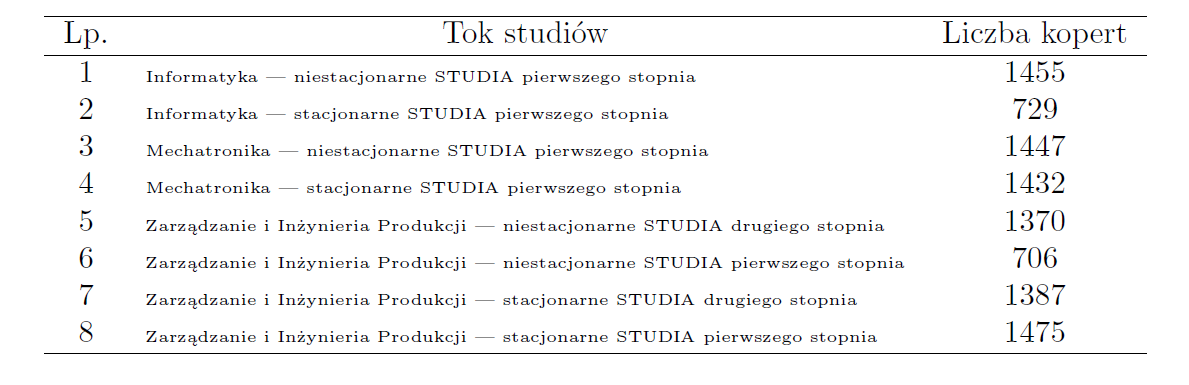 Lp. Tok studiów Liczba kopert
1 Informatyka — niestacjonarne STUDIA pierwszego stopnia 1455
2 Informatyka — stacjonarne STUDIA pierwszego stopnia 729
3 Mechatronika — niestacjonarne STUDIA pierwszego stopnia 1447
4 Mechatronika — stacjonarne STUDIA pierwszego stopnia 1432
5 Zarządzanie i Inżynieria Produkcji — niestacjonarne STUDIA drugiego stopnia 1370
6 Zarządzanie i Inżynieria Produkcji — niestacjonarne STUDIA pierwszego stopnia 706
7 Zarządzanie i Inżynieria Produkcji — stacjonarne STUDIA drugiego stopnia 1387
8 Zarządzanie i Inżynieria Produkcji — stacjonarne STUDIA pierwszego stopnia 1475